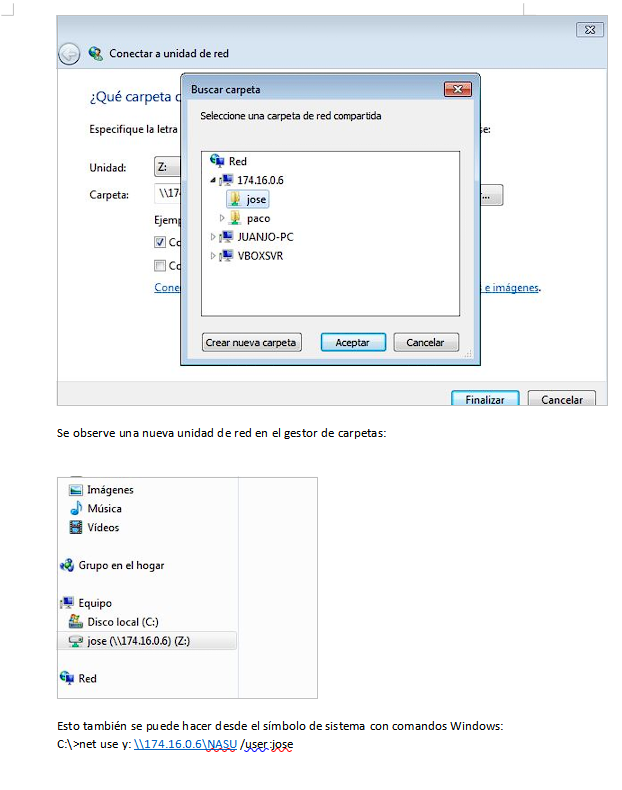 Conectar a unidad de red
¿Qué carpeta
Buscar carpeta
Seleccione una carpeta de red compartida
Especifique la letra
se:
Red
Unidad:
Z:
174.16.0.6
Carpeta:
\\17
...
jose
Ejemp
paco
Co
JUANJO-PC
Co
VBOXSVR
Cone
s e imágenes.
Crear nueva carpeta
Aceptar
Cancelar
Finalizar
Cancelar
Se observe una nueva unidad de red en el gestor de carpetas:
Imágenes
Música
Vídeos
Grupo en el hogar
Equipo
Disco local (C:)
jose (\\174.16.0.6) (Z:)
Red
Esto también se puede hacer desde el símbolo de sistema con comandos Windows:
C:\>net use y: \\174.16.0.6\NASU /user:jose